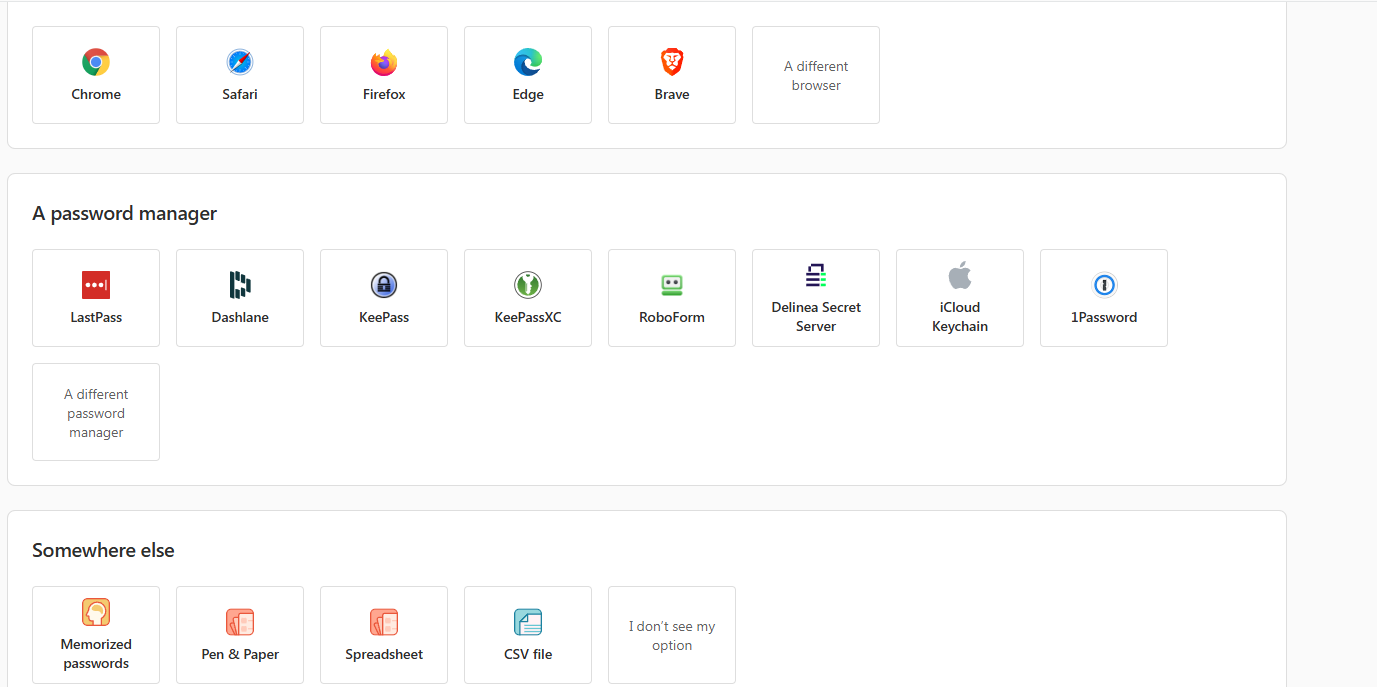 Chrome
Safari
Firefox
Edge
Brave
A different
browser
A password manager
LastPass
Dashlane
KeePass
KeePassXC
RoboForm
Delinea Secret
Server
iCloud
Keychain
1Password
A different
password
manager
Somewhere else
Memorized
passwords
Pen & Paper
Spreadsheet
CSV file
I don’t see my
option